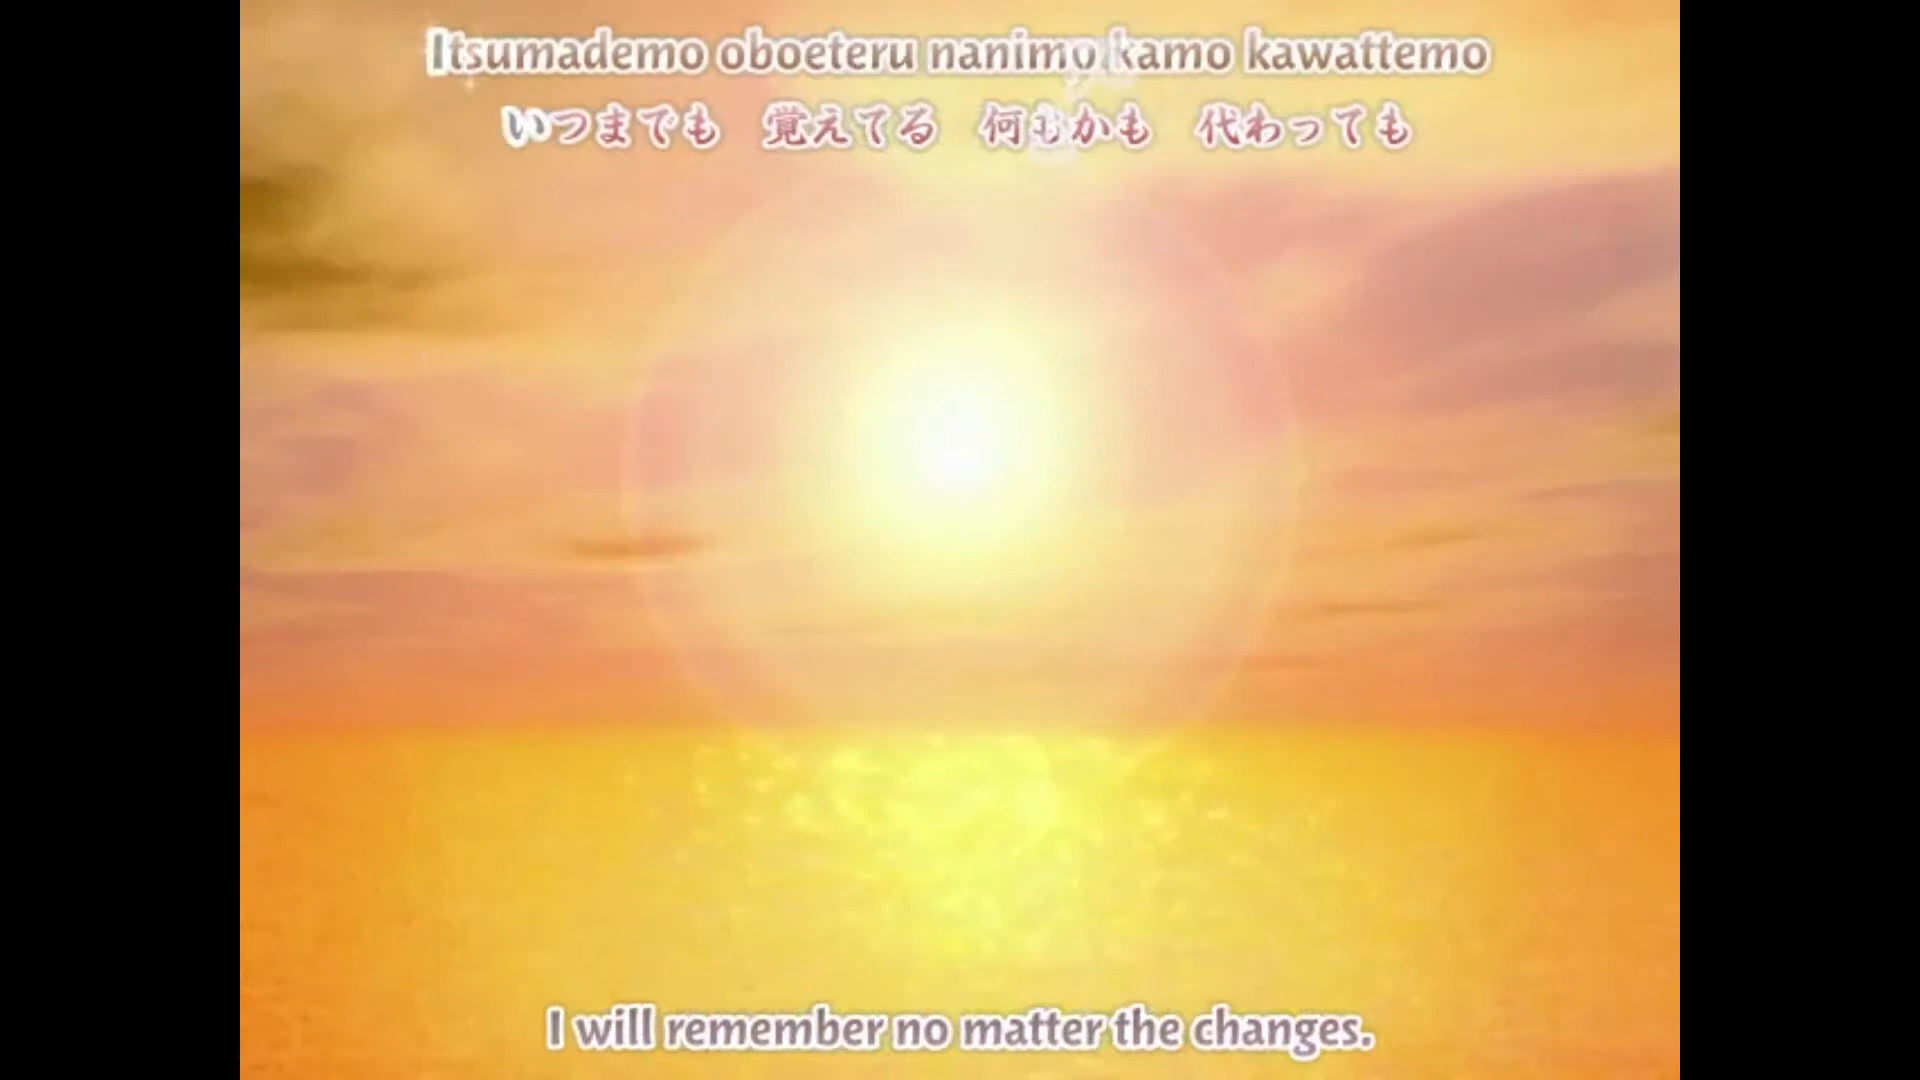 Itsumademo oboeteru nanimo kamo kawattemo
いつまでも 覚えてる 何もかも 代わっても
I will remember no matter the changes.